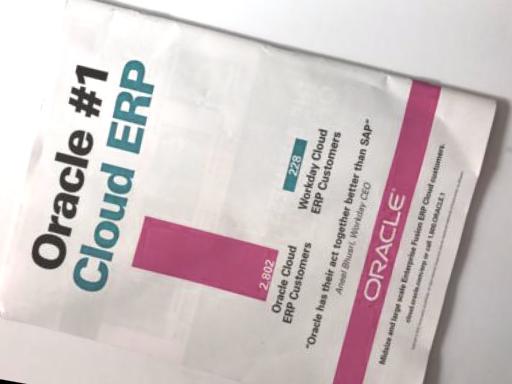 Oracle #1
Cloud ERP
2,802
Oracle Cloud
ERP Customers
228
Workday Cloud
ERP Customers
"Oracle has their act together better than SAP"
Aneel Bhusri, Workday CEO
ORACLE®
Midsize and large scale Enterprise Fusion ERP Cloud customers.
cloud.oracle.com/erp or call 1.800.ORACLE.1